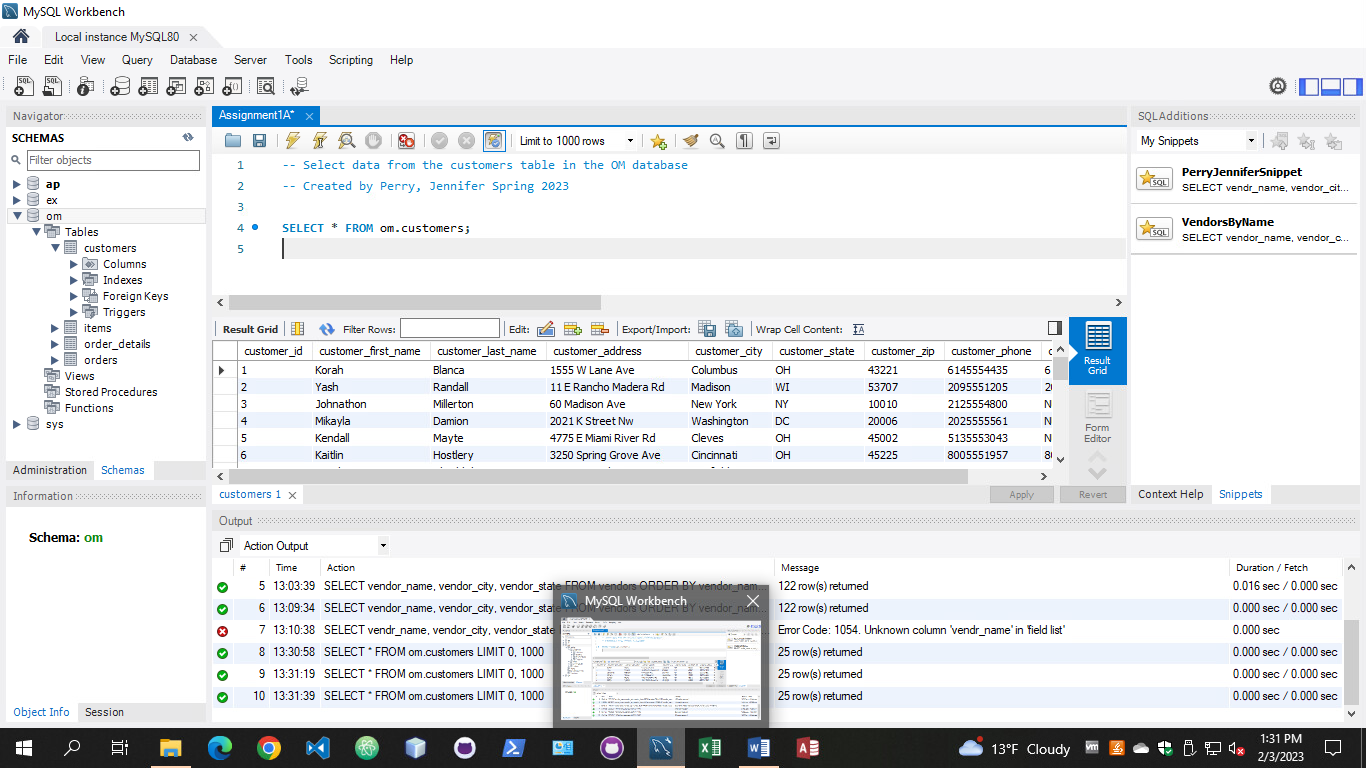 MySQL Workbench
Local instance MySQL80
File Edit View Query Database Server Tools Scripting Help
Navigator
SCHEMAS
Filter objects
ap
ex
om
Tables
customers
Columns
Indexes
Foreign Keys
Triggers
items
order_details
orders
Views
Stored Procedures
Functions
sys
Administration Schemas
Information
Schema: om
Object Info Session
Assignment1A*
Limit to 1000 rows
1 -- Select data from the customers table in the OM database
2 -- Created by Perry, Jennifer Spring 2023
3
4 SELECT * FROM om.customers;
5
Result Grid Filter Rows: Edit: Export/Import: Wrap Cell Content:
customer_id customer_first_name customer_last_name customer_address customer_city customer_state customer_zip customer_phone
1 Korah Blanca 1555 W Lane Ave Columbus OH 43221 6145554435 6
2 Yash Randall 11 E Rancho Madera Rd Madison WI 53707 2095551205 20
3 Johnathon Millerton 60 Madison Ave New York NY 10010 2125554800 N
4 Mikayla Damion 2021 K Street Nw Washington DC 20006 2025555561 N
5 Kendall Mayte 4775 E Miami River Rd Cleves OH 45002 5135553043 N
6 Kaitlin Hostlery 3250 Spring Grove Ave Cincinnati OH 45225 8005551957
Result
Grid
Form
Editor
customers 1
Apply Revert
SQLAdditions
My Snippets
PerryJenniferSnippet
SELECT vendr_name, vendor_cit...
VendorsByName
SELECT vendor_name, vendor_c...
Context Help Snippets
Output
Action Output
# Time Action Message Duration / Fetch
5 13:03:39 SELECT vendor_name, vendor_city, vendor_state FROM vendors ORDER BY vendor_nam... 122 row(s) returned 0.016 sec / 0.000 sec
6 13:09:34 SELECT vendor_name, vendor_city, vendor_state FROM vendors ORDER BY vendor_nam... 122 row(s) returned 0.000 sec / 0.000 sec
7 13:10:38 SELECT vendr_name, vendor_city, vendor_state Error Code: 1054. Unknown column 'vendr_name' in 'field list' 0.000 sec
8 13:30:58 SELECT * FROM om.customers LIMIT 0, 1000 25 row(s) returned 0.000 sec / 0.000 sec
9 13:31:19 SELECT * FROM om.customers LIMIT 0, 1000 25 row(s) returned 0.000 sec / 0.000 sec
10 13:31:39 SELECT * FROM om.customers LIMIT 0, 1000 25 row(s) returned 0.000 sec / 0.000 sec
MySQL Workbench
13°F Cloudy
1:31 PM
2/3/2023